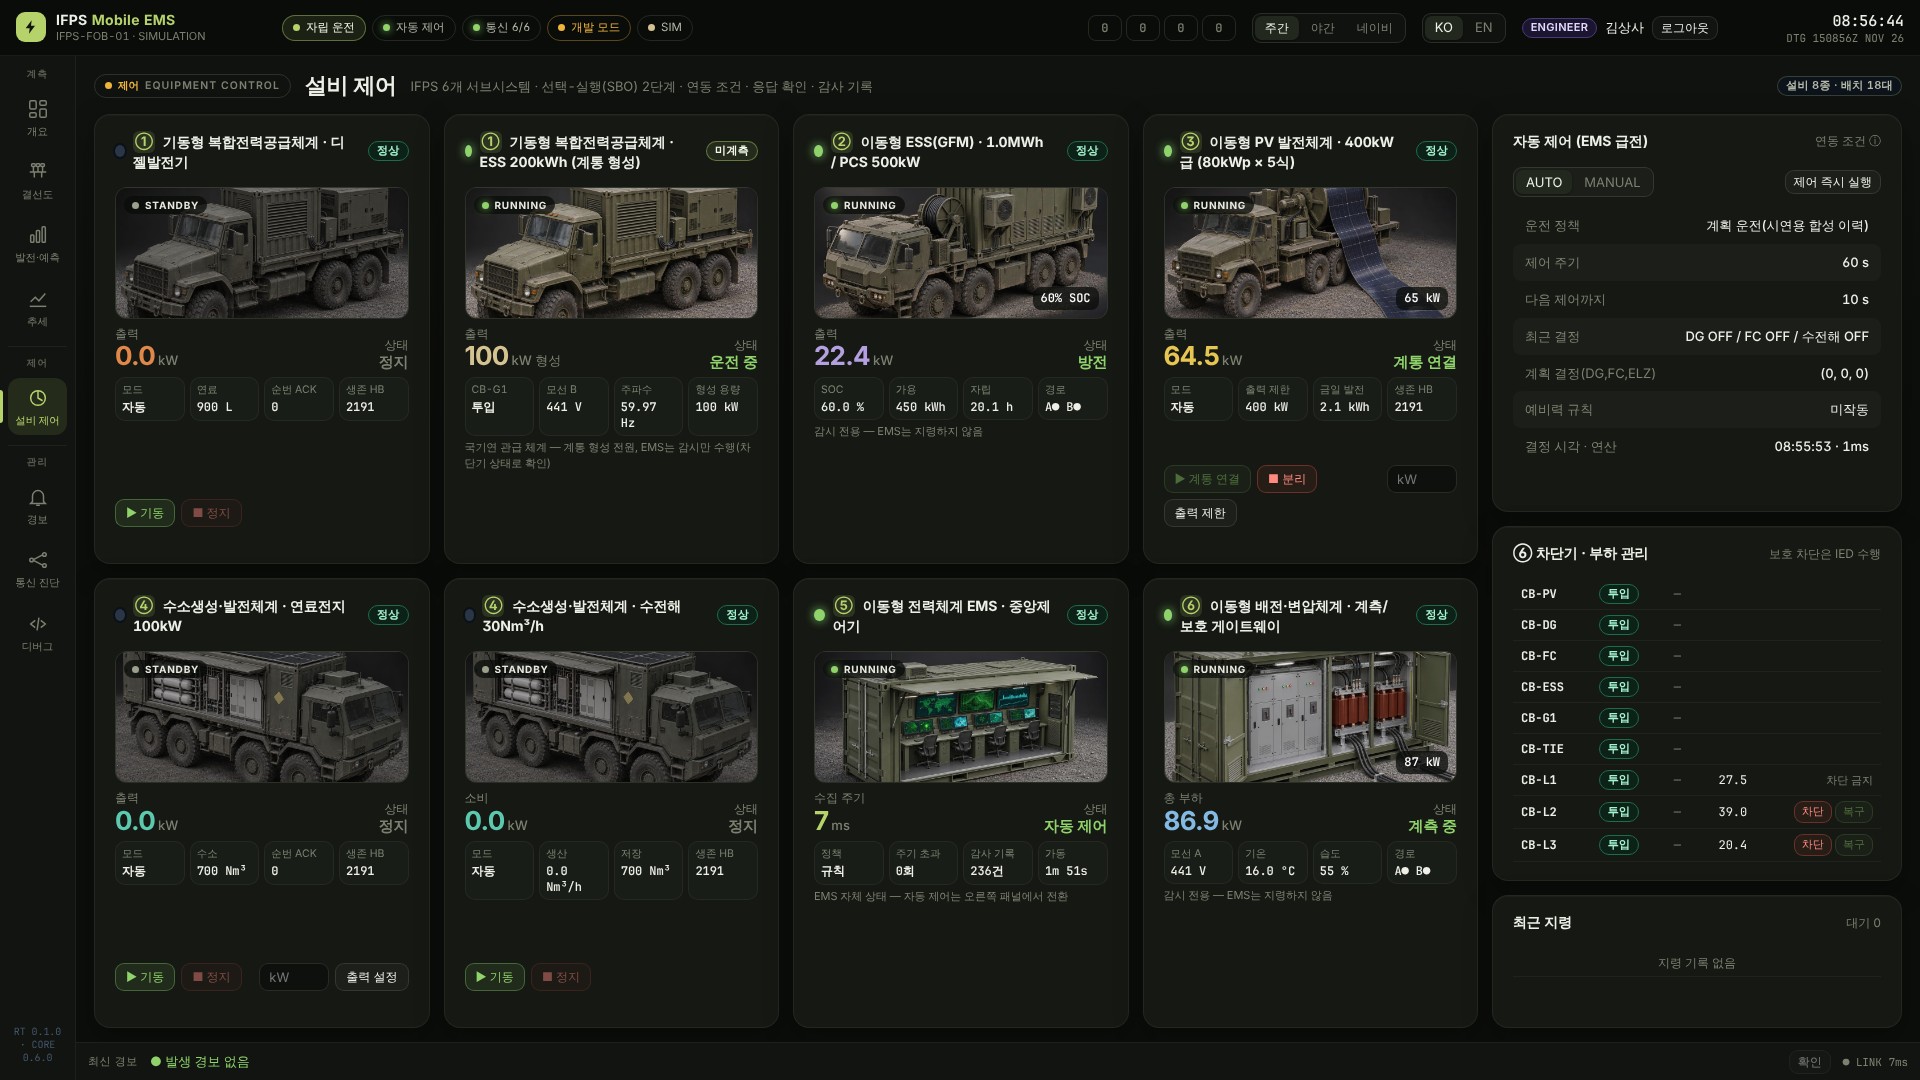 IFPS Mobile EMS
IFPS-FOB-01 · SIMULATION
자립 운전
자동 제어
통신 6/6
개발 모드
SIM
0 0 0 0
주간 야간 네이비
KO EN
ENGINEER 김상사 로그아웃
08:56:44
DTG 150856Z NOV 26
계측
개요
결선도
발전·예측
추세
제어
설비 제어
관리
경보
통신 진단
디버그
RT 0.1.0
· CORE
0.6.0
제어 EQUIPMENT CONTROL
설비 제어
IFPS 6개 서브시스템 · 선택-실행(SBO) 2단계 · 연동 조건 · 응답 확인 · 감사 기록
설비 8종 · 배치 18대
① 기동형 복합전력공급체계 · 디
젤발전기
정상
STANDBY
출력
0.0 kW
상태
정지
모드 연료 순번 ACK 생존 HB
자동 900 L 0 2191
▶ 기동 ■ 정지
① 기동형 복합전력공급체계 ·
ESS 200kWh (계통 형성)
미계측
RUNNING
출력
100 kW 형성
상태
운전 중
CB-G1 모선 B 주파수 형성 용량
투입 441 V 59.97 100 kW
Hz
국기연 관급 체계 — 계통 형성 전원, EMS는 감시만 수행(차
단기 상태로 확인)
② 이동형 ESS(GFM) · 1.0MWh
/ PCS 500kW
정상
RUNNING
60% SOC
출력
22.4 kW
상태
방전
SOC 가용 자립 경로
60.0 % 450 kWh 20.1 h A● B●
감시 전용 — EMS는 지령하지 않음
③ 이동형 PV 발전체계 · 400kW
급 (80kWp × 5식)
정상
RUNNING
65 kW
출력
64.5 kW
상태
계통 연결
모드 출력 제한 금일 발전 생존 HB
자동 400 kW 2.1 kWh 2191
▶ 계통 연결 ■ 분리 kW
출력 제한
④ 수소생성·발전체계 · 연료전지
100kW
정상
STANDBY
출력
0.0 kW
상태
정지
모드 수소 순번 ACK 생존 HB
자동 700 Nm³ 0 2191
▶ 기동 ■ 정지 kW 출력 설정
④ 수소생성·발전체계 · 수전해
30Nm³/h
정상
STANDBY
소비
0.0 kW
상태
정지
모드 생산 저장 생존 HB
자동 0.0 700 Nm³ 2191
Nm³/h
▶ 기동 ■ 정지
⑤ 이동형 전력체계 EMS · 중앙제
어기
정상
RUNNING
수집 주기
7 ms
상태
자동 제어
정책 주기 초과 감사 기록 가동
규칙 0회 236건 1m 51s
EMS 자체 상태 — 자동 제어는 오른쪽 패널에서 전환
⑥ 이동형 배전·변압체계 · 계측/
보호 게이트웨이
정상
RUNNING
87 kW
총 부하
86.9 kW
상태
계측 중
모선 A 기온 습도 경로
441 V 16.0 °C 55 % A● B●
감시 전용 — EMS는 지령하지 않음
자동 제어 (EMS 급전)
연동 조건 ⓘ
AUTO MANUAL
제어 즉시 실행
운전 정책 계획 운전(시연용 합성 이력)
제어 주기 60 s
다음 제어까지 10 s
최근 결정 DG OFF / FC OFF / 수전해 OFF
계획 결정(DG,FC,ELZ) (0, 0, 0)
예비력 규칙 미작동
결정 시각 · 연산 08:55:53 · 1ms
⑥ 차단기 · 부하 관리
보호 차단은 IED 수행
CB-PV 투입 —
CB-DG 투입 —
CB-FC 투입 —
CB-ESS 투입 —
CB-G1 투입 —
CB-TIE 투입 —
CB-L1 투입 — 27.5 차단 금지
CB-L2 투입 — 39.0 차단 복구
CB-L3 투입 — 20.4 차단 복구
최근 지령
대기 0
지령 기록 없음
최신 경보
발생 경보 없음
확인
LINK 7ms